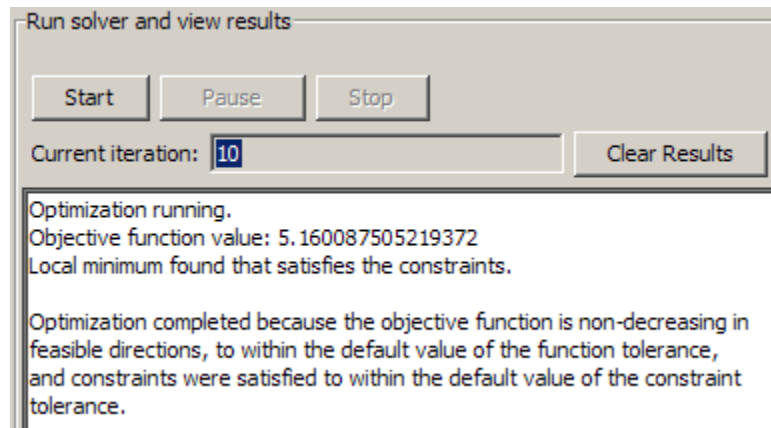 Run solver and view results
Start Pause Stop
Current iteration: 10 Clear Results
Optimization running.
Objective function value: 5.160087505219372
Local minimum found that satisfies the constraints.
Optimization completed because the objective function is non-decreasing in
feasible directions, to within the default value of the function tolerance,
and constraints were satisfied to within the default value of the constraint
tolerance.